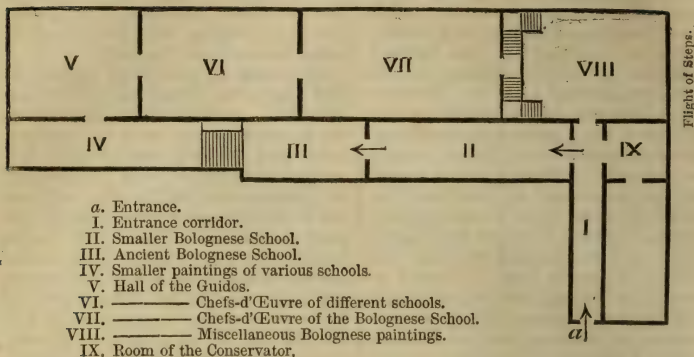 V VI VII VIII
Flight of Steps.
IV III II IX
I
a
a. Entrance.
I. Entrance corridor.
II. Smaller Bolognese School.
III. Ancient Bolognese School.
IV. Smaller paintings of various schools.
V. Hall of the Guidos.
VI. ——— Chefs-d'Œuvre of different schools.
VII. ——— Chefs-d'Œuvre of the Bolognese School.
VIII. ——— Miscellaneous Bolognese paintings.
IX. Room of the Conservator.